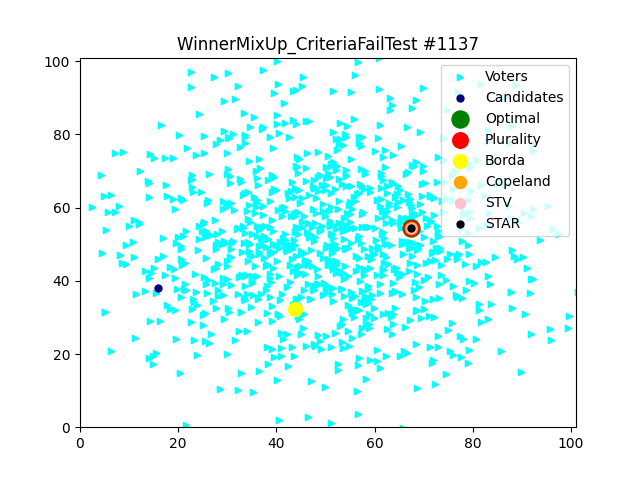 WinnerMixUp_CriteriaFailTest #1137
100
80
60
40
20
0
0 20 40 60 80 100
Voters
Candidates
Optimal
Plurality
Borda
Copeland
STV
STAR